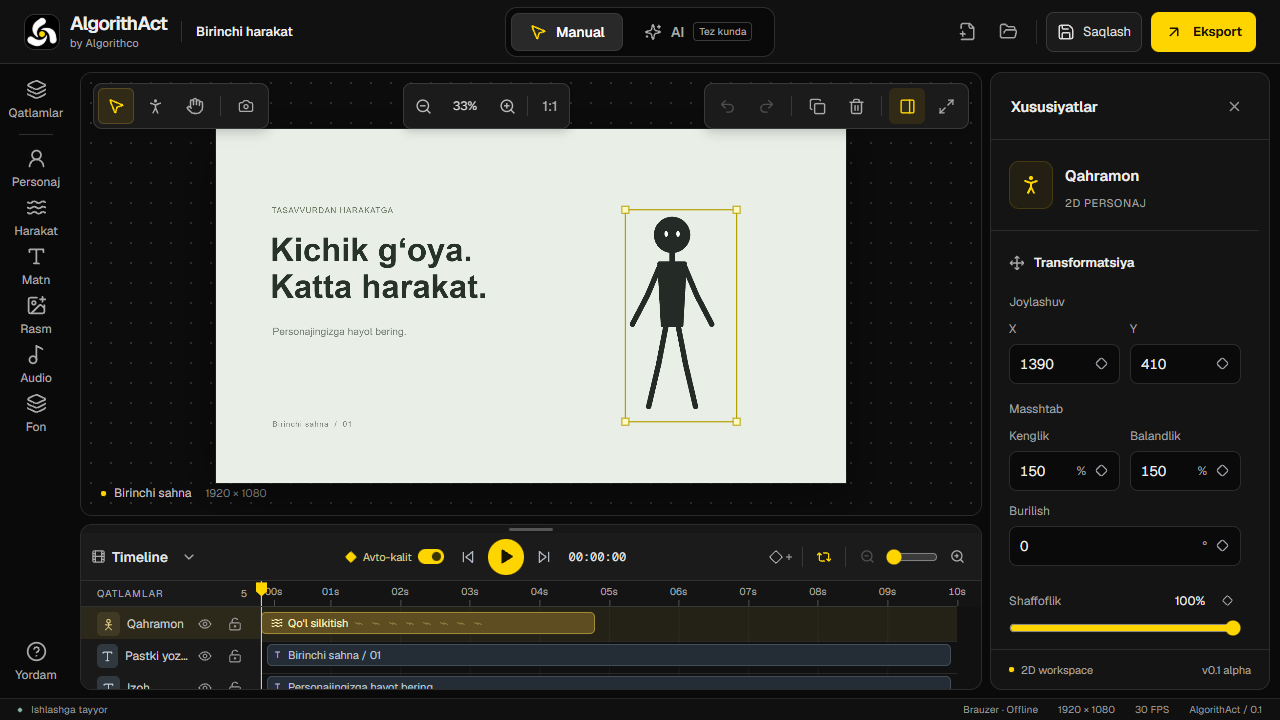 AlgorithAct
by Algorithco
Birinchi harakat
Manual
AI
Tez kunda
Saqlash
Eksport
Qatlamlar
Personaj
Harakat
Matn
Rasm
Audio
Fon
Yordam
33%
1:1
TASAVVURDAN HARAKATGA
Kichik g‘oya.
Katta harakat.
Personajingizga hayot bering.
Birinchi sahna / 01
Birinchi sahna
1920 × 1080
Xususiyatlar
Qahramon
2D PERSONAJ
Transformatsiya
Joylashuv
X
Y
1390
410
Masshtab
Kenglik
Balandlik
150 %
150 %
Burilish
0 °
Shaffoflik
100%
2D workspace
v0.1 alpha
Timeline
Avto-kalit
00:00:00
QATLAMLAR
5
00s
01s
02s
03s
04s
05s
06s
07s
08s
09s
10s
Qahramon
Qo'l silkitish
Pastki yoz...
T Birinchi sahna / 01
Izoh
T Personajingizga hayot bering.
Ishlashga tayyor
Brauzer · Offline
1920 × 1080
30 FPS
AlgorithAct / 0.1